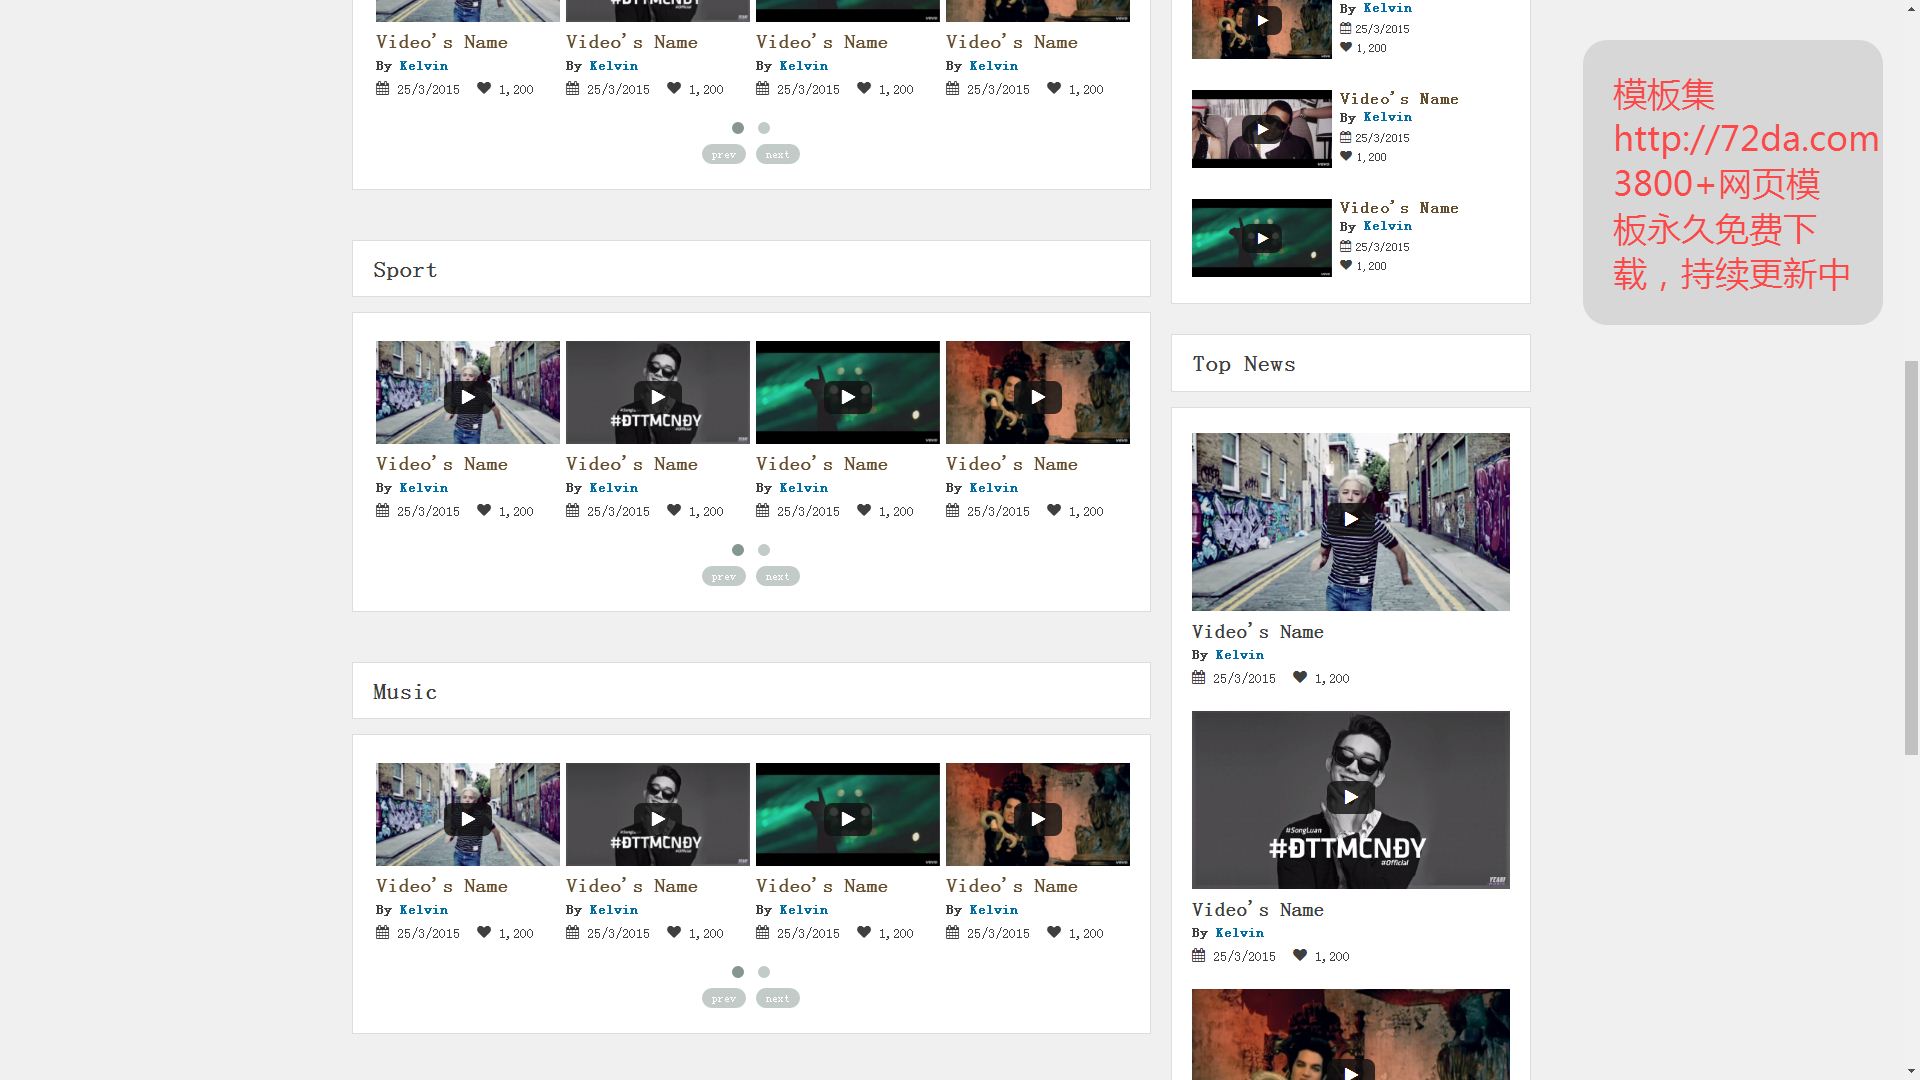 Video's Name Video's Name Video's Name Video's Name
By Kelvin By Kelvin By Kelvin By Kelvin
25/3/2015 1,200 25/3/2015 1,200 25/3/2015 1,200 25/3/2015 1,200
prev next
Sport
#ĐTTMCNĐY
Video's Name Video's Name Video's Name Video's Name
By Kelvin By Kelvin By Kelvin By Kelvin
25/3/2015 1,200 25/3/2015 1,200 25/3/2015 1,200 25/3/2015 1,200
prev next
Music
#ĐTTMCNĐY
Video's Name Video's Name Video's Name Video's Name
By Kelvin By Kelvin By Kelvin By Kelvin
25/3/2015 1,200 25/3/2015 1,200 25/3/2015 1,200 25/3/2015 1,200
prev next
By Kelvin
25/3/2015
1,200
Video's Name
By Kelvin
25/3/2015
1,200
Video's Name
By Kelvin
25/3/2015
1,200
Top News
Video's Name
By Kelvin
25/3/2015 1,200
#SongLuan
#ĐTTMCNĐY
#Official
YEAH!
Video's Name
By Kelvin
25/3/2015 1,200
模板集
http://72da.com
3800+网页模
板永久免费下
载，持续更新中